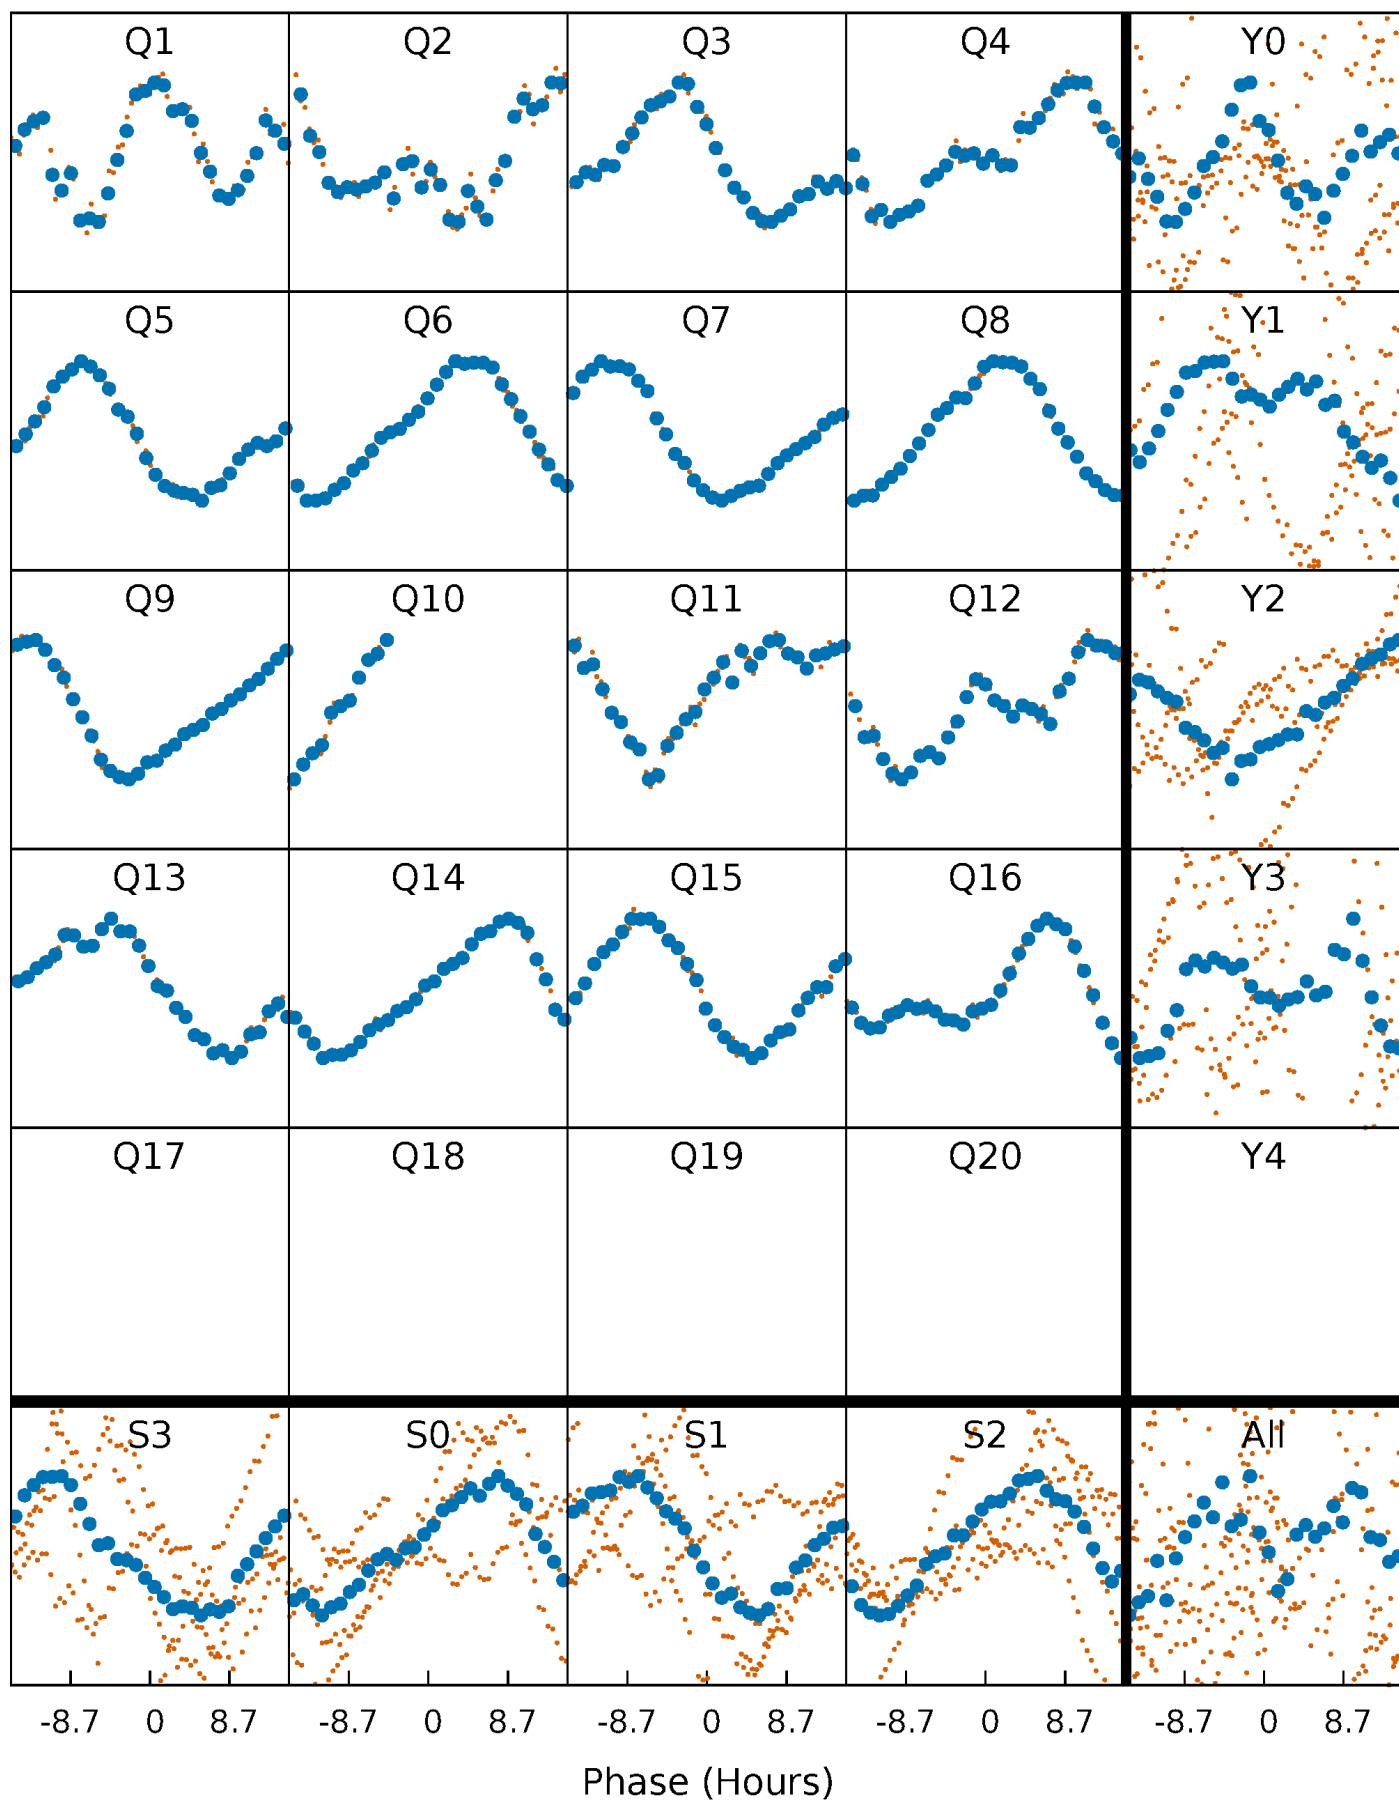 Q1 Q2 Q3 Q4 Y0
Q5 Q6 Q7 Q8 Y1
Q9 Q10 Q11 Q12 Y2
Q13 Q14 Q15 Q16 Y3
Q17 Q18 Q19 Q20 Y4
S3 S0 S1 S2 All
-8.7 0 8.7 -8.7 0 8.7 -8.7 0 8.7 -8.7 0 8.7 -8.7 0 8.7
Phase (Hours)